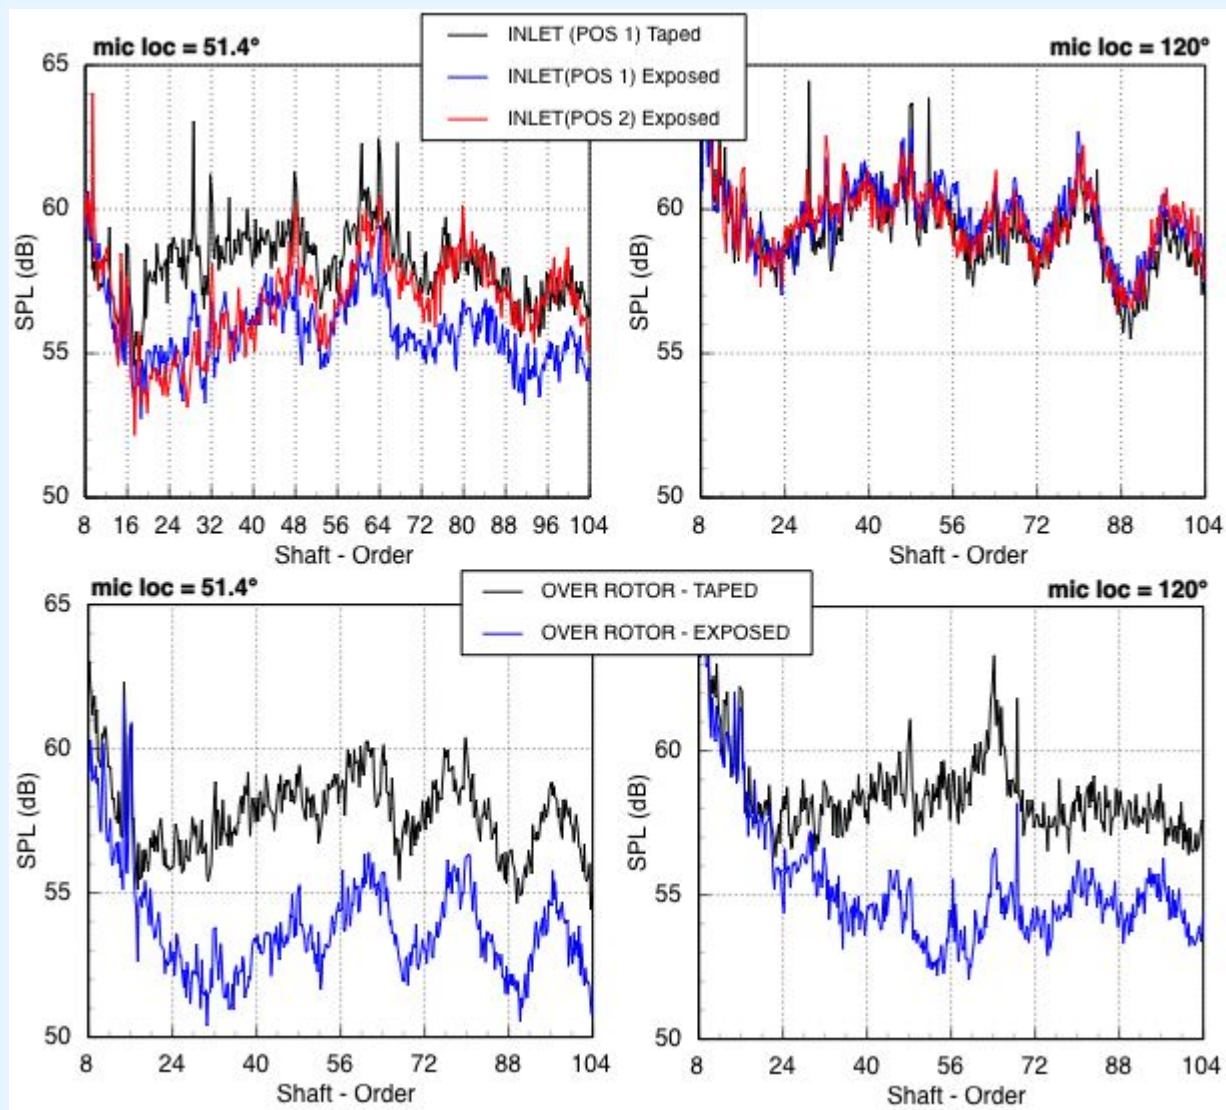 mic loc = 51.4°
INLET (POS 1) Taped
INLET(POS 1) Exposed
INLET(POS 2) Exposed
mic loc = 120°
65
60
55
50
SPL (dB)
8 16 24 32 40 48 56 64 72 80 88 96 104
Shaft - Order
65
60
55
50
SPL (dB)
8 24 40 56 72 88 104
Shaft - Order
mic loc = 51.4°
OVER ROTOR - TAPED
OVER ROTOR - EXPOSED
mic loc = 120°
65
60
55
50
SPL (dB)
8 24 40 56 72 88 104
Shaft - Order
60
55
50
SPL (dB)
8 24 40 56 72 88 104
Shaft - Order